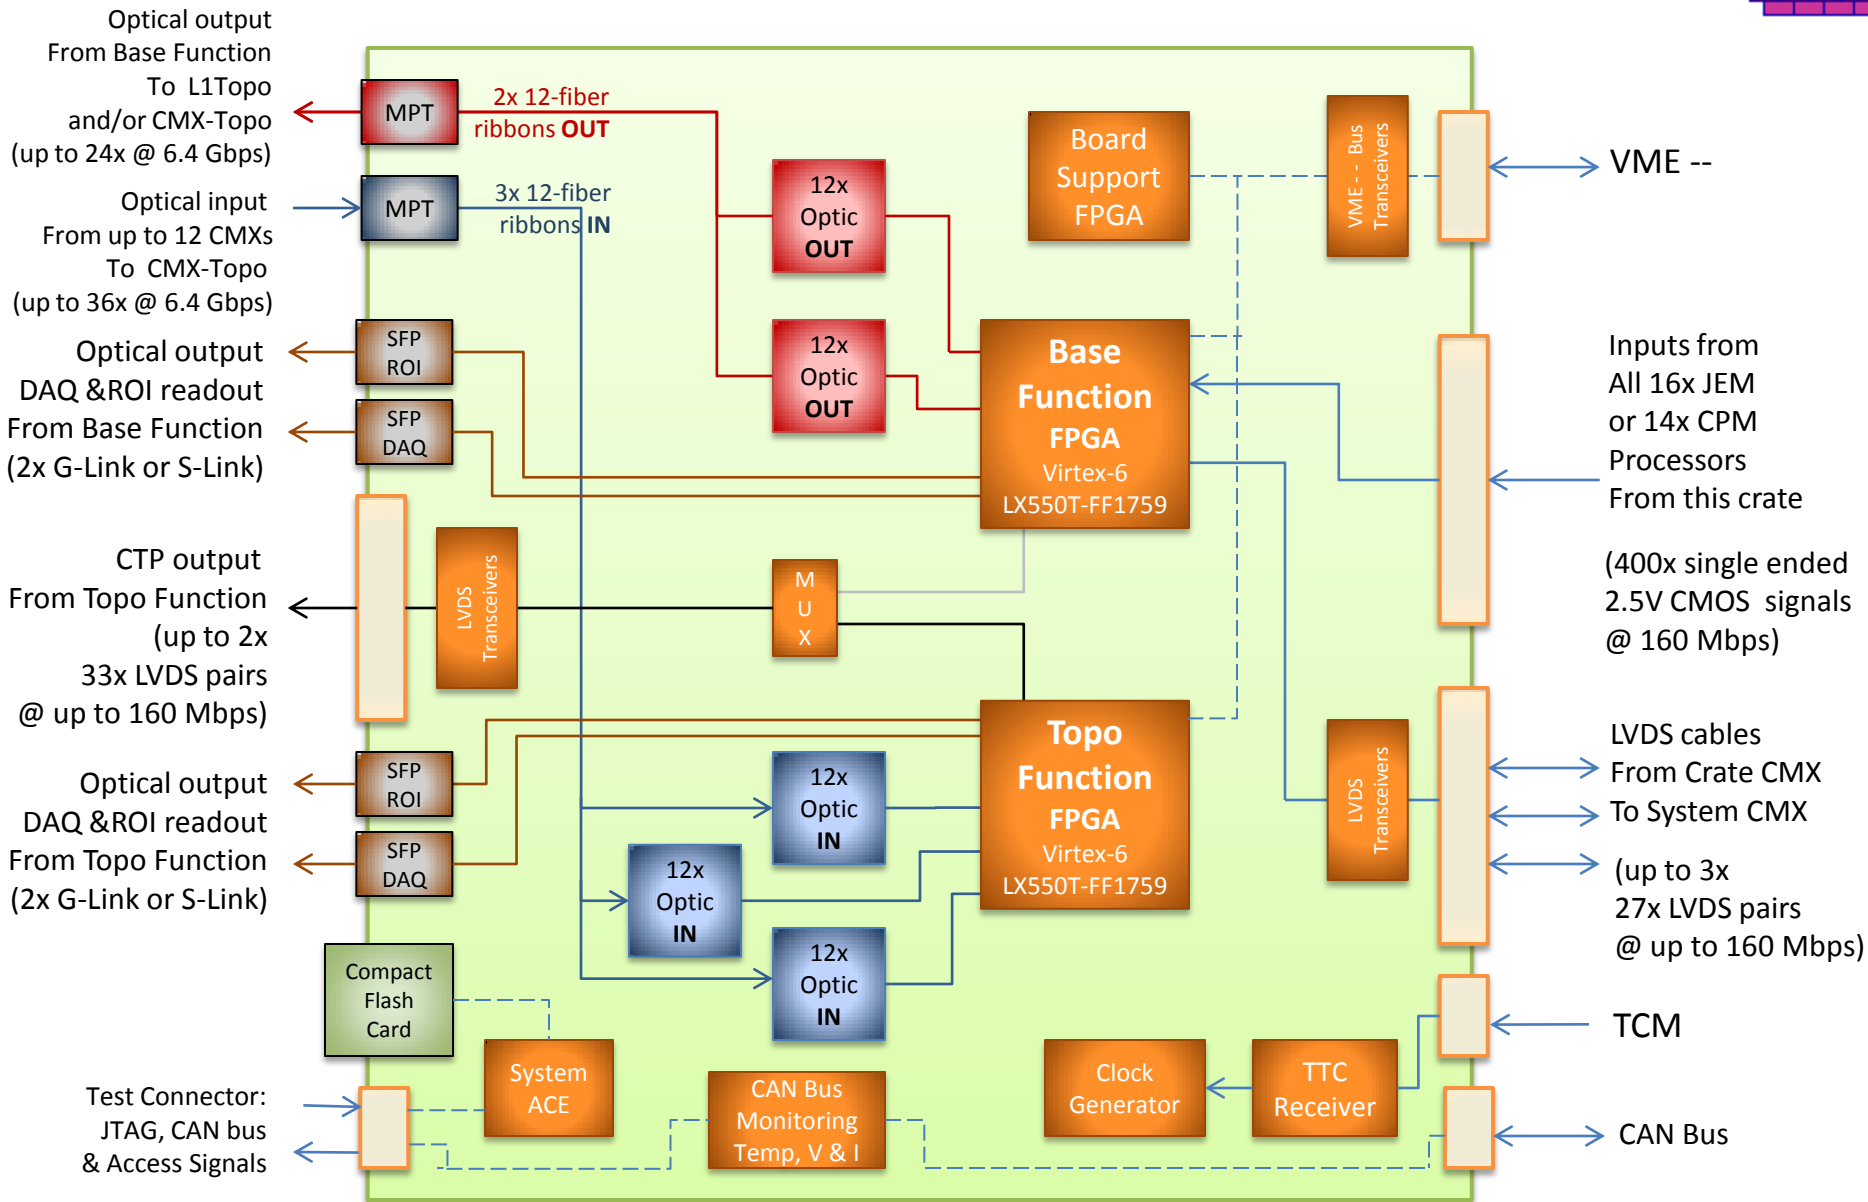 Optical output
From Base Function
To L1Topo
and/or CMX-Topo
(up to 24x @ 6.4 Gbps)
Optical input
From up to 12 CMXs
To CMX-Topo
(up to 36x @ 6.4 Gbps)
Optical output
DAQ &ROI readout
From Base Function
(2x G-Link or S-Link)
CTP output
From Topo Function
(up to 2x
33x LVDS pairs
@ up to 160 Mbps)
Optical output
DAQ &ROI readout
From Topo Function
(2x G-Link or S-Link)
Test Connector:
JTAG, CAN bus
& Access Signals
MPT
2x 12-fiber
ribbons OUT
MPT
3x 12-fiber
ribbons IN
SFP
ROI
SFP
DAQ
LVDS
Transceivers
SFP
ROI
SFP
DAQ
Compact
Flash
Card
System
ACE
12x
Optic
OUT
12x
Optic
OUT
M
U
X
12x
Optic
IN
12x
Optic
IN
12x
Optic
IN
CAN Bus
Monitoring
Temp, V & I
Board
Support
FPGA
VME - - Bus
Transceivers
Base
Function
FPGA
Virtex-6
LX550T-FF1759
Topo
Function
FPGA
Virtex-6
LX550T-FF1759
LVDS
Transceivers
Clock
Generator
TTC
Receiver
VME --
Inputs from
All 16x JEM
or 14x CPM
Processors
From this crate
(400x single ended
2.5V CMOS signals
@ 160 Mbps)
LVDS cables
From Crate CMX
To System CMX
(up to 3x
27x LVDS pairs
@ up to 160 Mbps)
TCM
CAN Bus